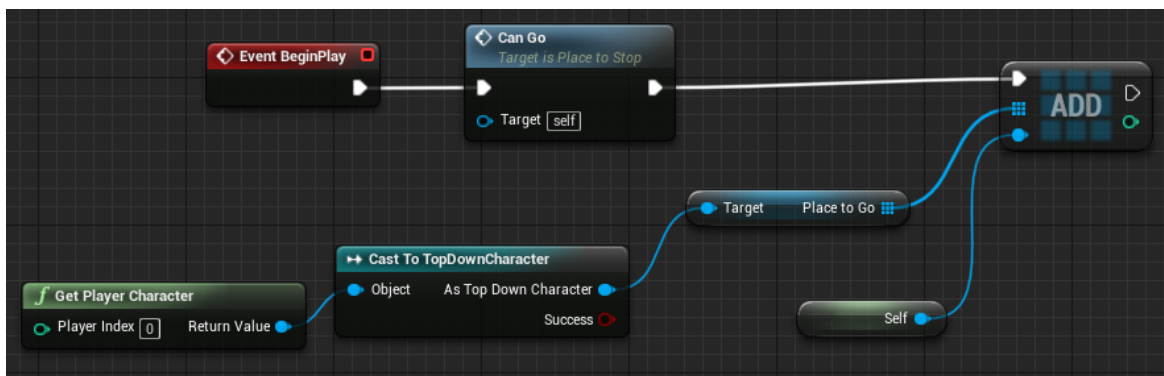 Event BeginPlay
Can Go
Target is Place to Stop
Target self
ADD
Target Place to Go
Cast To TopDownCharacter
Object As Top Down Character
Success
f Get Player Character
Player Index 0 Return Value
Self